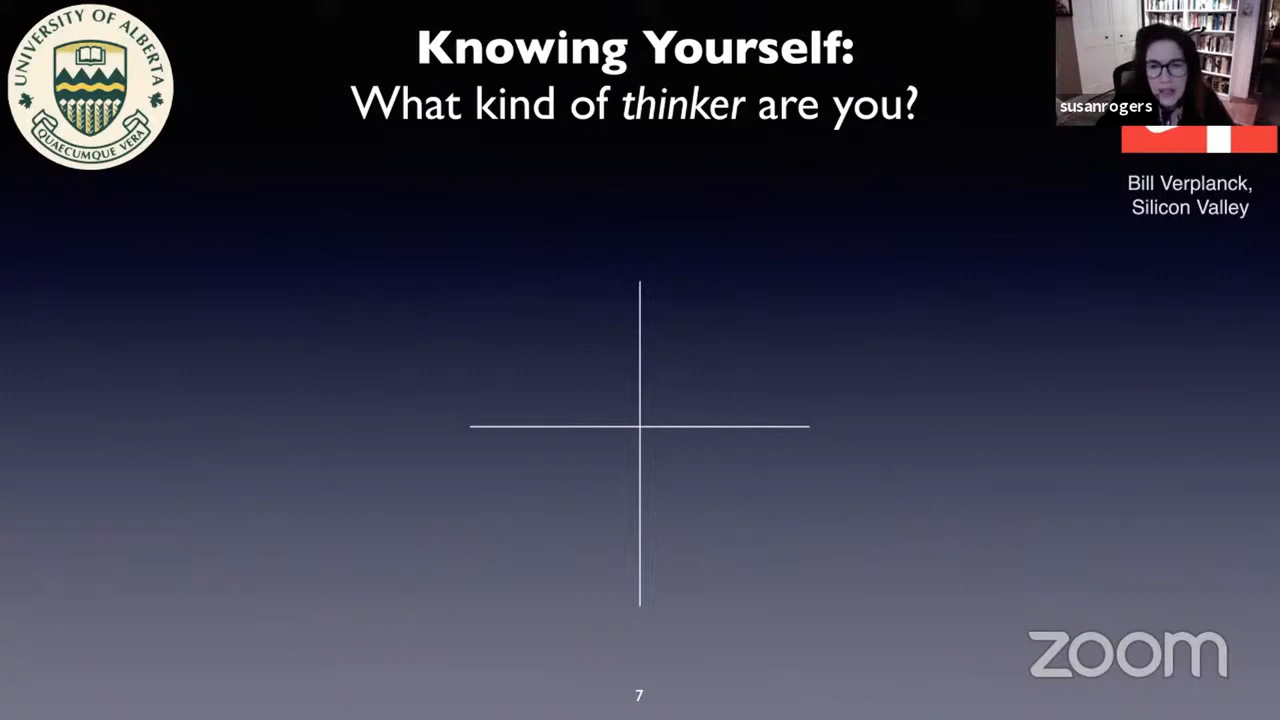 UNIVERSITY OF ALBERTA
QUAECUMQUE VERA
Knowing Yourself:
What kind of thinker are you?
susanrogers
Bill Verplanck,
Silicon Valley
zoom
7